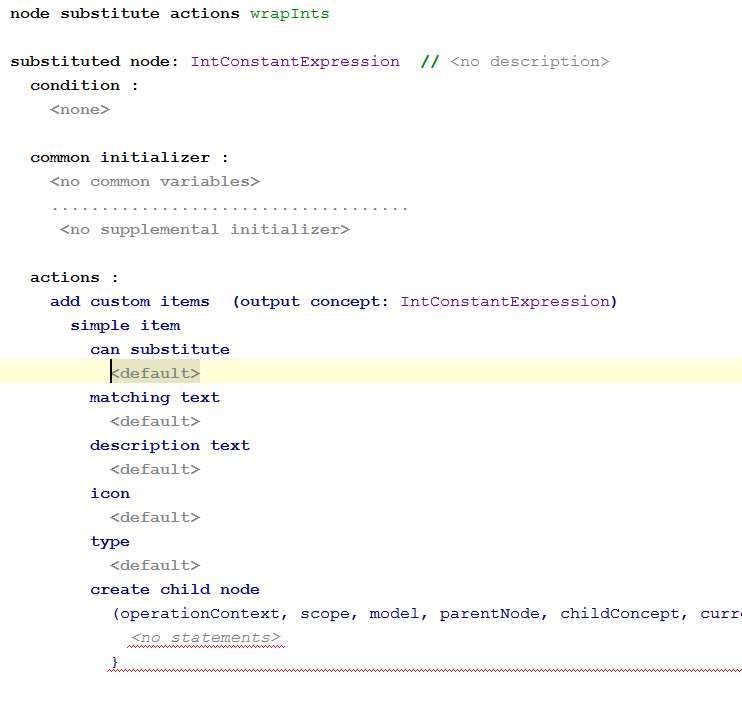 node substitute actions wrapInts
substituted node: IntConstantExpression // <no description>
condition :
<none>
common initializer :
<no common variables>
....................................
<no supplemental initializer>
actions :
add custom items (output concept: IntConstantExpression)
simple item
can substitute
<default>
matching text
<default>
description text
<default>
icon
<default>
type
<default>
create child node
(operationContext, scope, model, parentNode, childConcept, curr
<no statements>
}